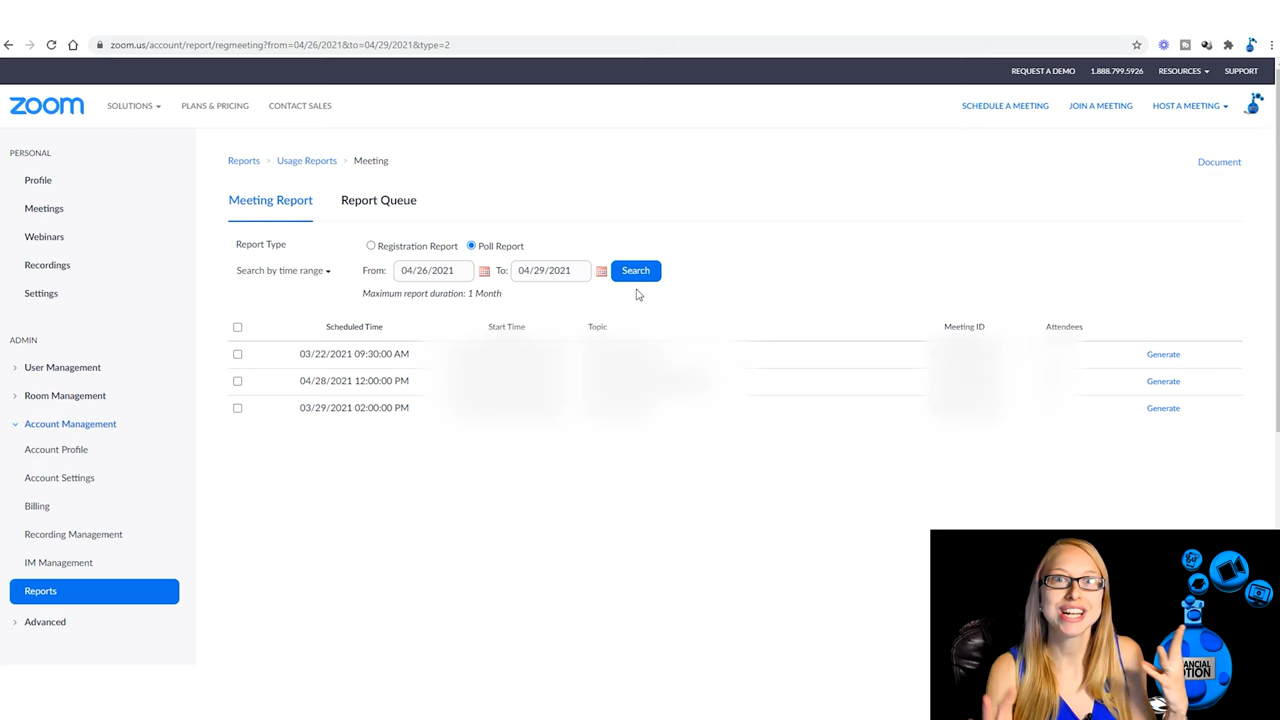 zoom.us/account/report/regmeeting?from=04/26/2021&to=04/29/2021&type=2
REQUEST A DEMO 1.888.799.5926 RESOURCES SUPPORT
zoom SOLUTIONS PLANS & PRICING CONTACT SALES SCHEDULE A MEETING JOIN A MEETING HOST A MEETING
PERSONAL
Profile
Meetings
Webinars
Recordings
Settings
ADMIN
User Management
Room Management
Account Management
Account Profile
Account Settings
Billing
Recording Management
IM Management
Reports
Advanced
Reports > Usage Reports > Meeting Document
Meeting Report Report Queue
Report Type Registration Report Poll Report
Search by time range From: 04/26/2021 To: 04/29/2021 Search
Maximum report duration: 1 Month
Scheduled Time Start Time Topic Meeting ID Attendees
03/22/2021 09:30:00 AM Generate
04/28/2021 12:00:00 PM Generate
03/29/2021 02:00:00 PM Generate